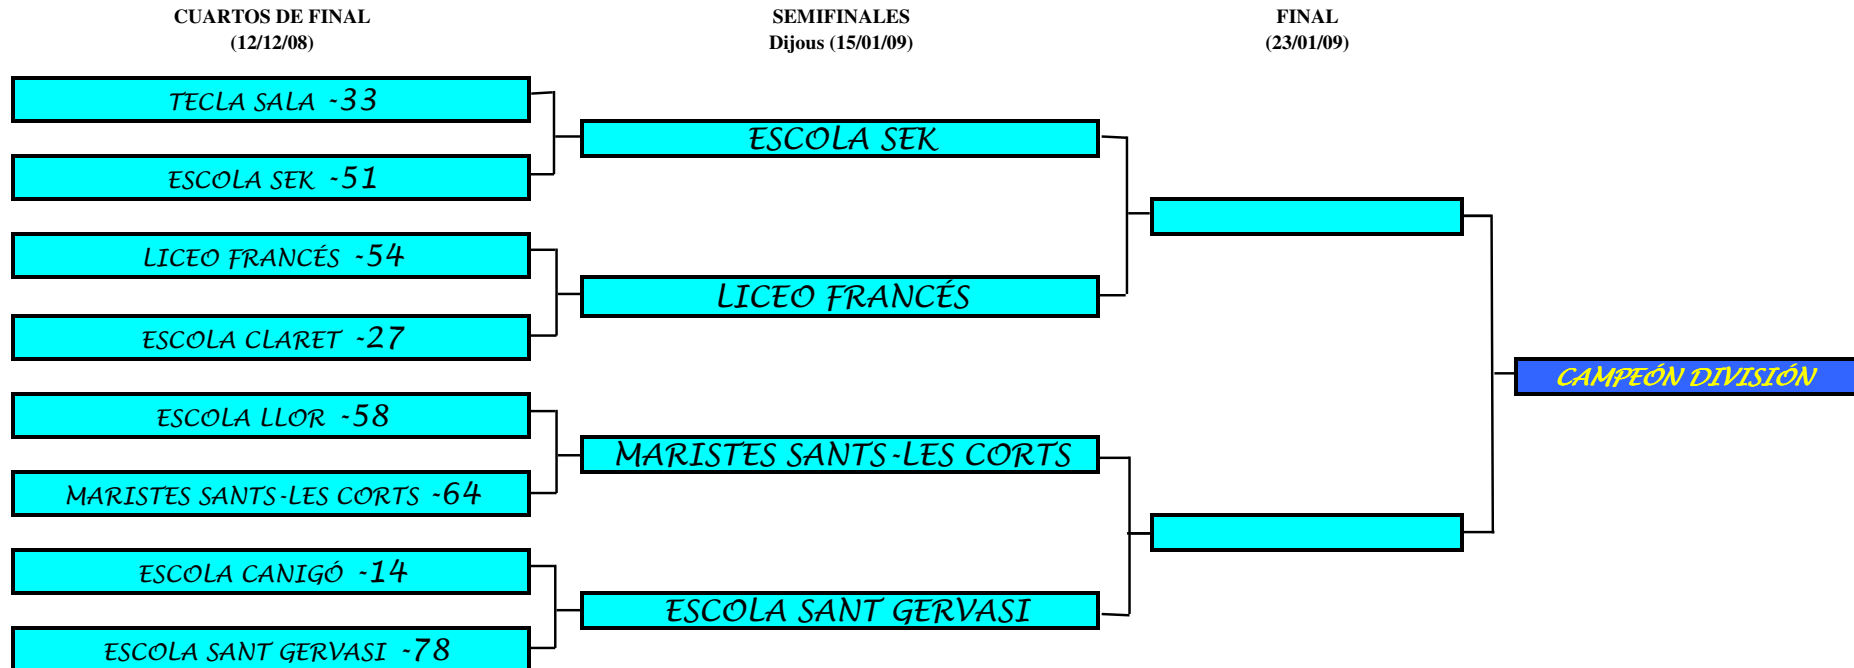 CUARTOS DE FINAL
(12/12/08)
SEMIFINALES
Dijous (15/01/09)
FINAL
(23/01/09)
TECLA SALA -33
ESCOLA SEK -51
LICEO FRANCÉS -54
ESCOLA CLARET -27
ESCOLA LLOR -58
MARISTES SANTS-LES CORTS -64
ESCOLA CANIGÓ -14
ESCOLA SANT GERVASI -78
ESCOLA SEK
LICEO FRANCÉS
MARISTES SANTS-LES CORTS
ESCOLA SANT GERVASI
CAMPEÓN DIVISIÓN